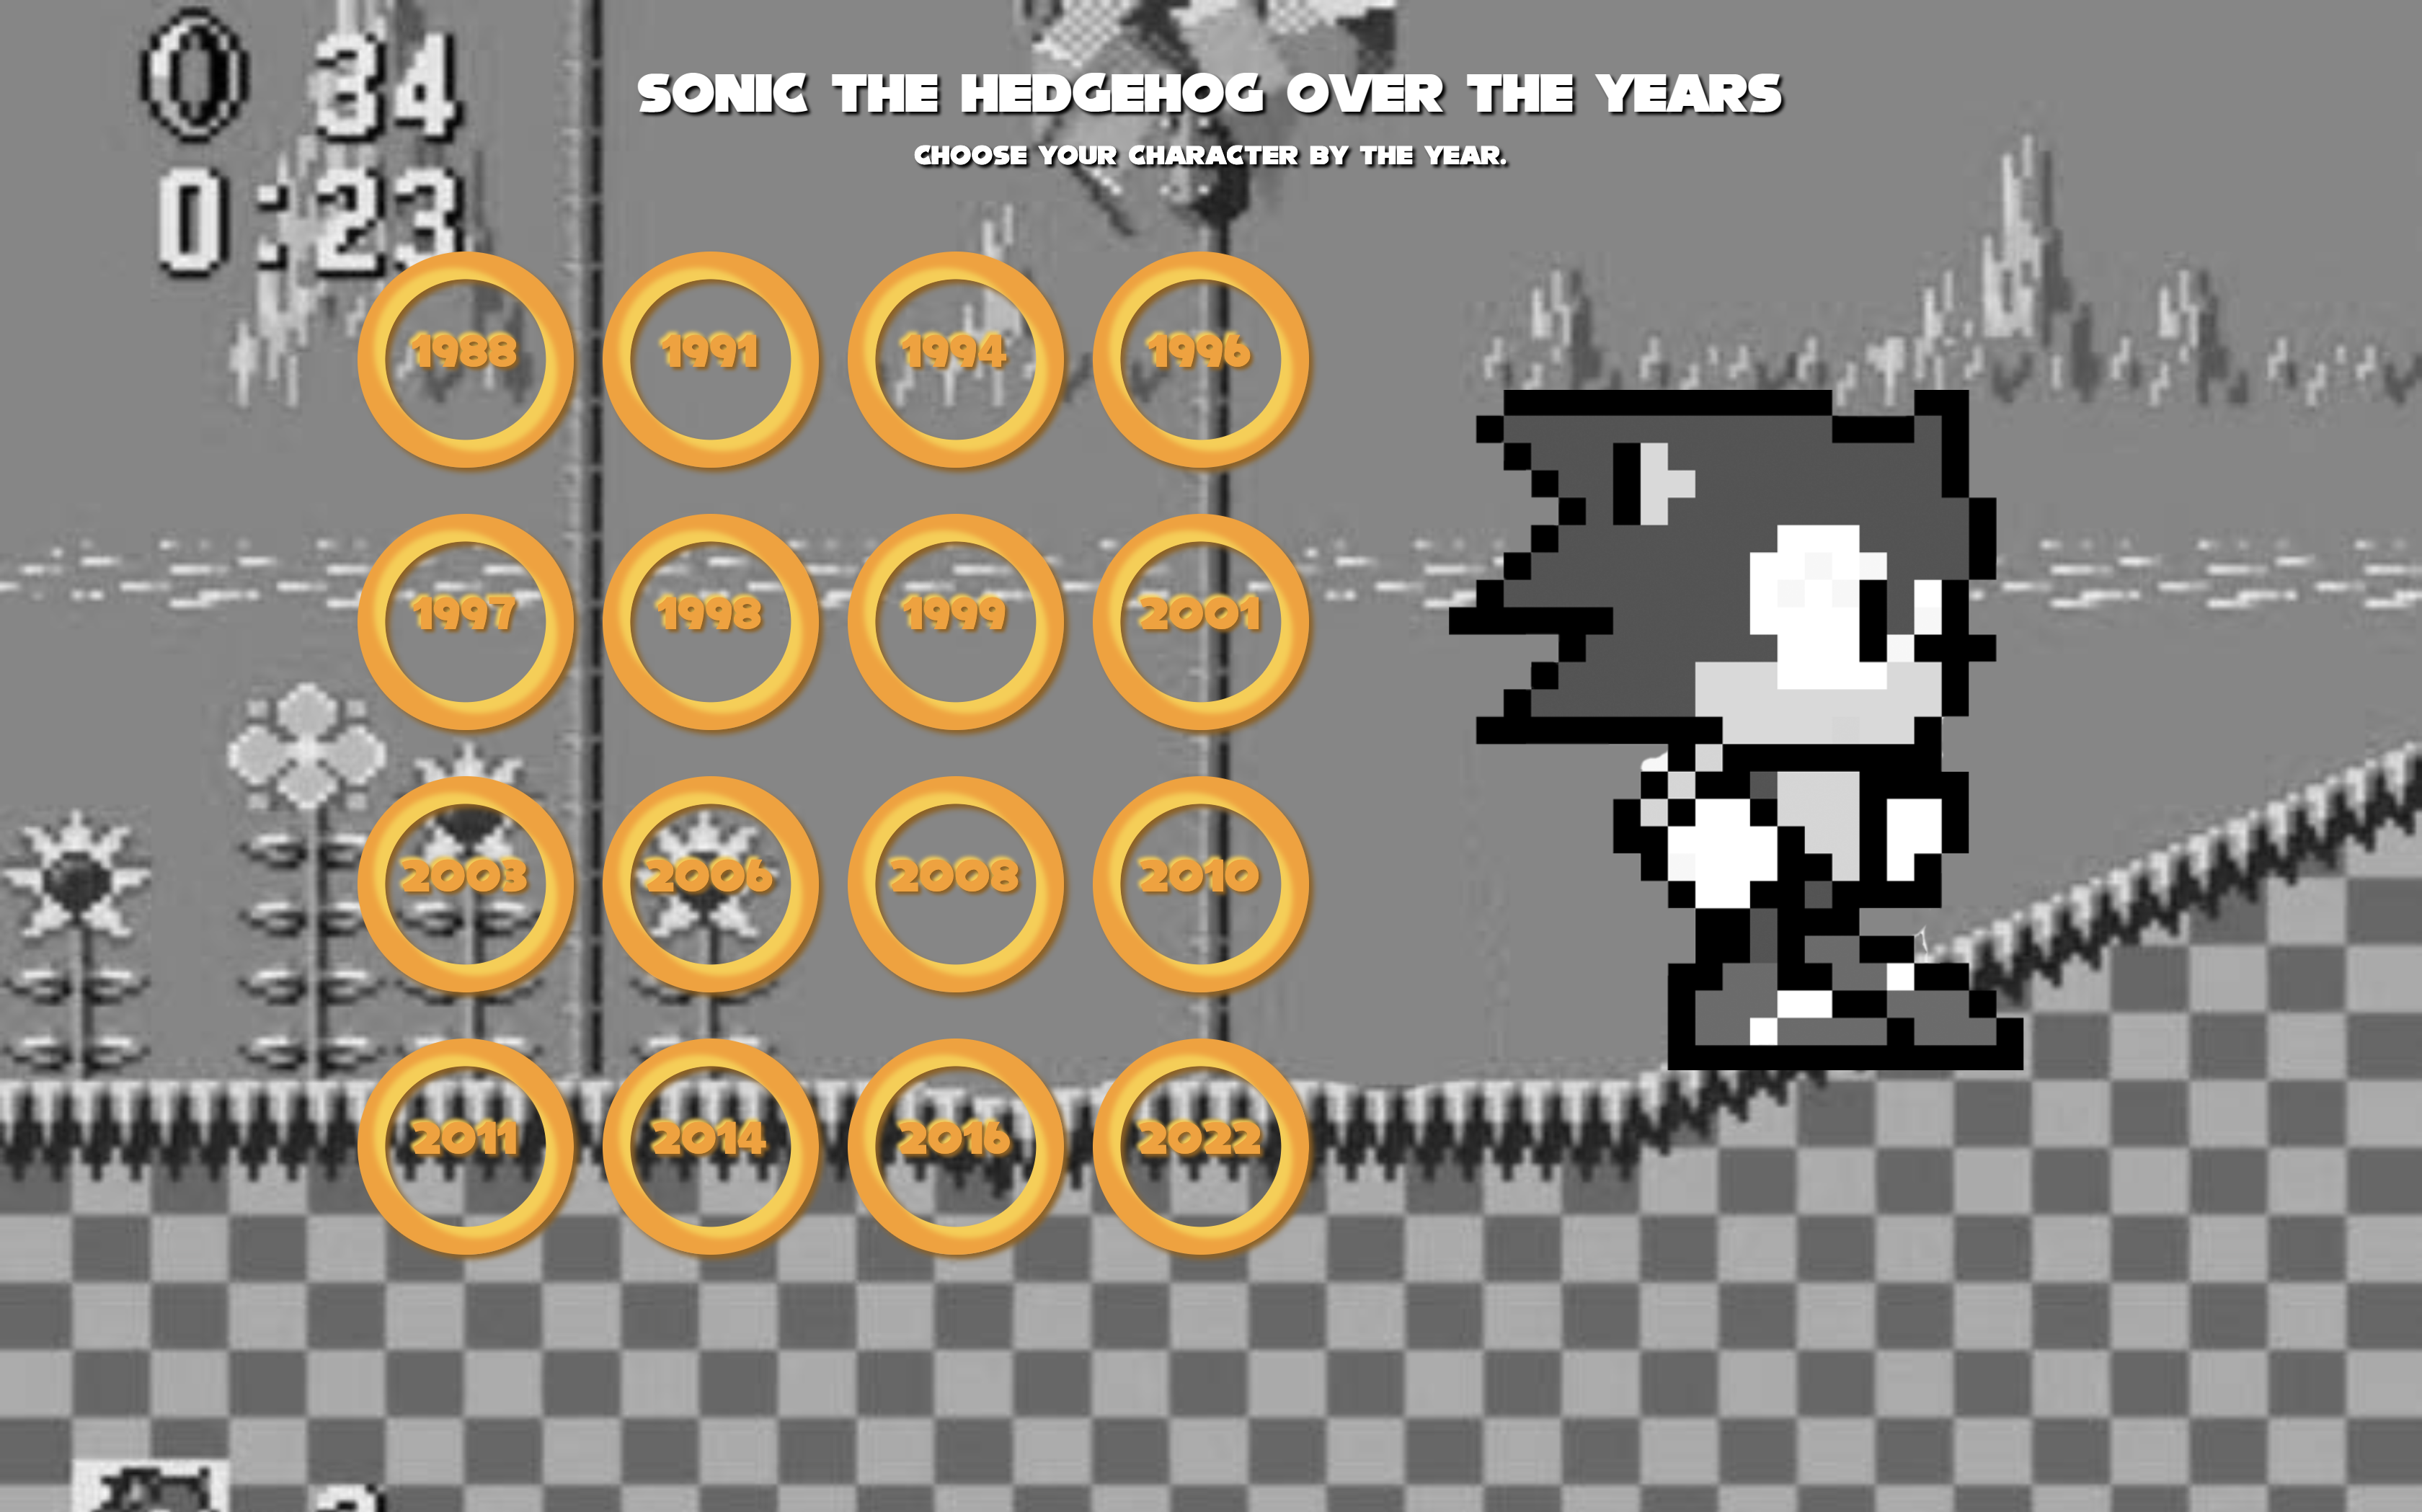 34
0:23
SONIC THE HEDGEHOG OVER THE YEARS
CHOOSE YOUR CHARACTER BY THE YEAR.
1988 1991 1994 1996
1997 1998 1999 2001
2003 2006 2008 2010
2011 2014 2016 2022